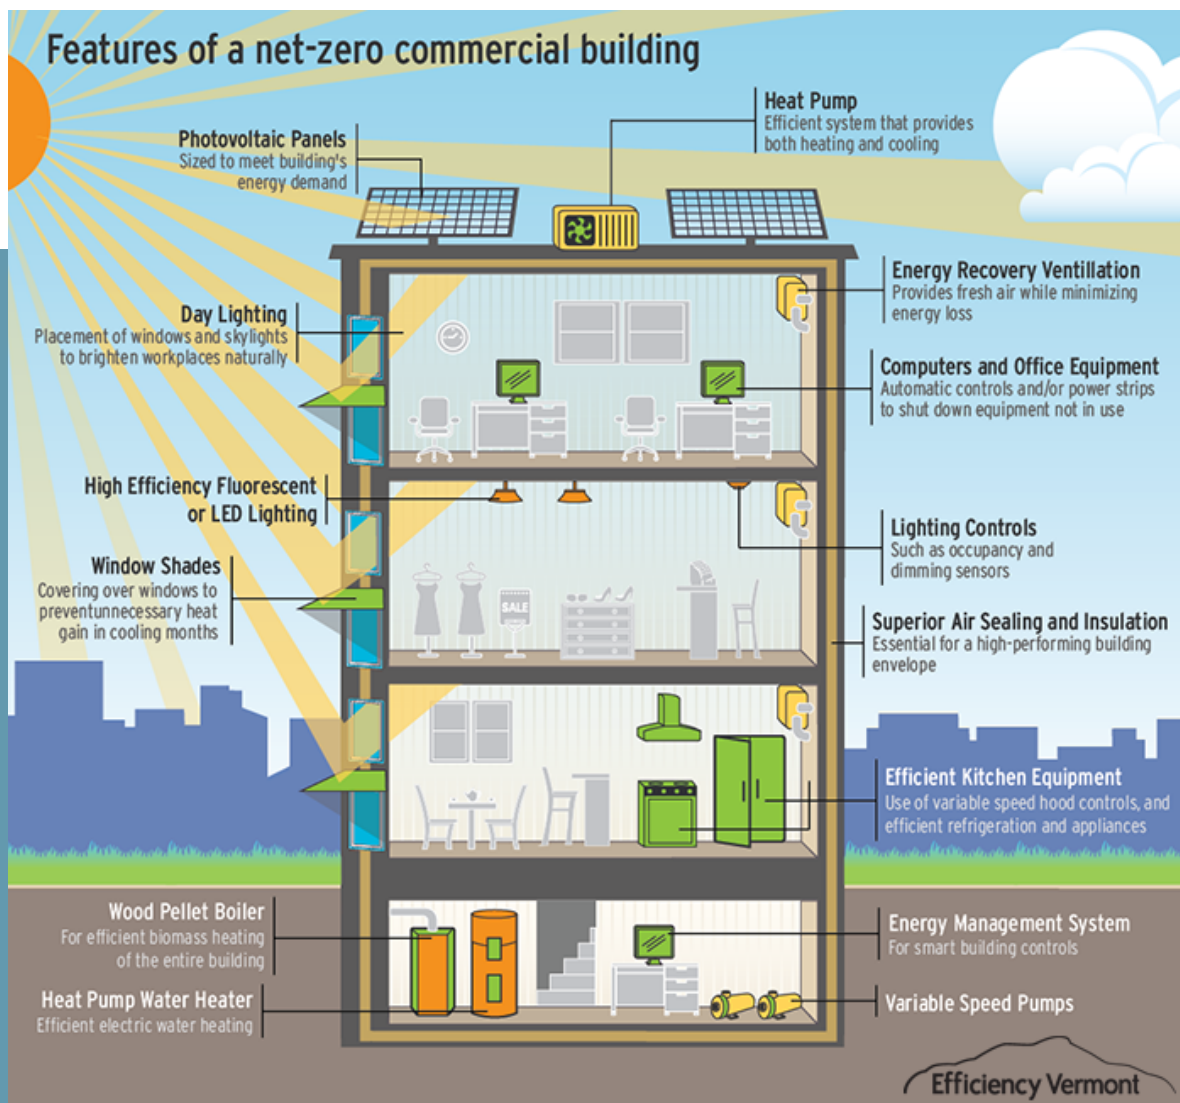 Features of a net-zero commercial building
Heat Pump
Efficient system that provides
both heating and cooling
Photovoltaic Panels
Sized to meet building's
energy demand
Energy Recovery Ventillation
Provides fresh air while minimizing
energy loss
Day Lighting
Placement of windows and skylights
to brighten workplaces naturally
Computers and Office Equipment
Automatic controls and/or power strips
to shut down equipment not in use
High Efficiency Fluorescent
or LED Lighting
Lighting Controls
Such as occupancy and
dimming sensors
Window Shades
Covering over windows to
preventunnecessary heat
gain in cooling months
SALE
Superior Air Sealing and Insulation
Essential for a high-performing building
envelope
Efficient Kitchen Equipment
Use of variable speed hood controls, and
efficient refrigeration and appliances
Wood Pellet Boiler
For efficient biomass heating
of the entire building
Energy Management System
For smart building controls
Heat Pump Water Heater
Efficient electric water heating
Variable Speed Pumps
Efficiency Vermont